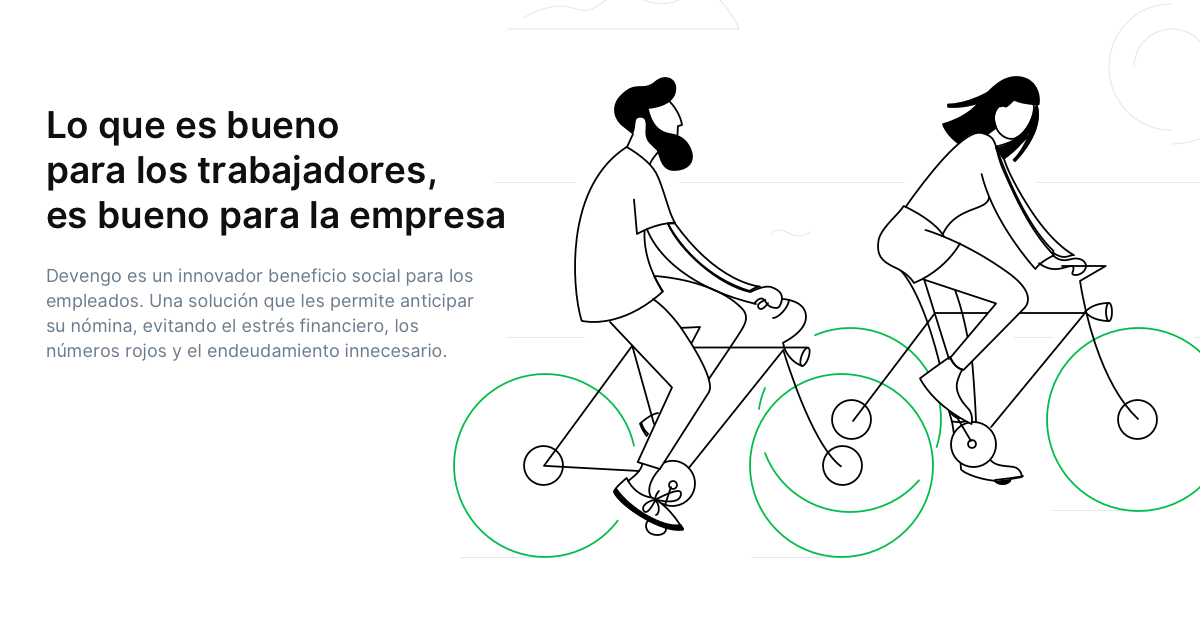 Lo que es bueno
para los trabajadores,
es bueno para la empresa
Devengo es un innovador beneficio social para los
empleados. Una solución que les permite anticipar
su nómina, evitando el estrés financiero, los
números rojos y el endeudamiento innecesario.